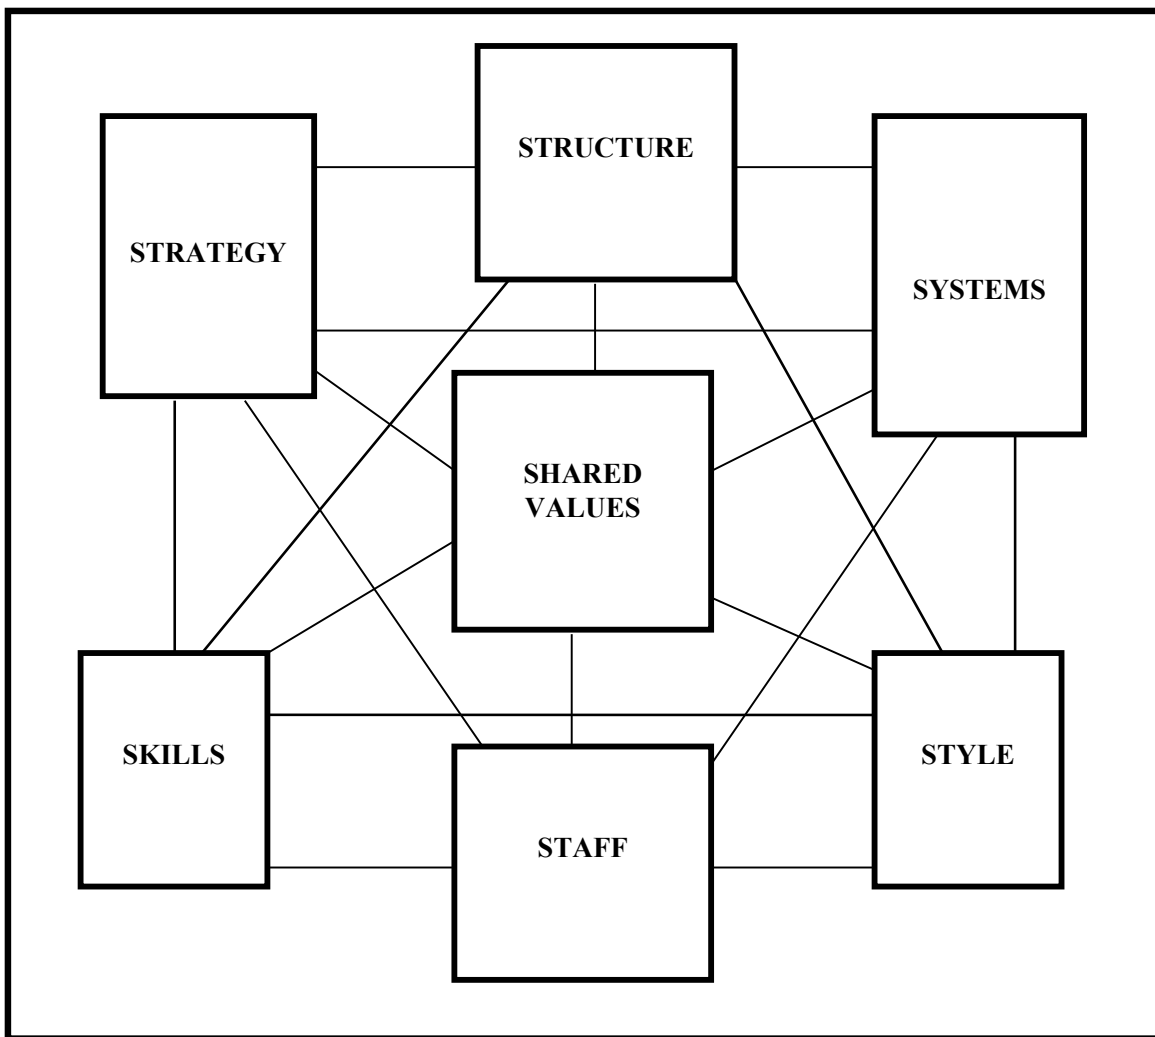 STRUCTURE
STRATEGY
SYSTEMS
SHARED
VALUES
SKILLS
STYLE
STAFF